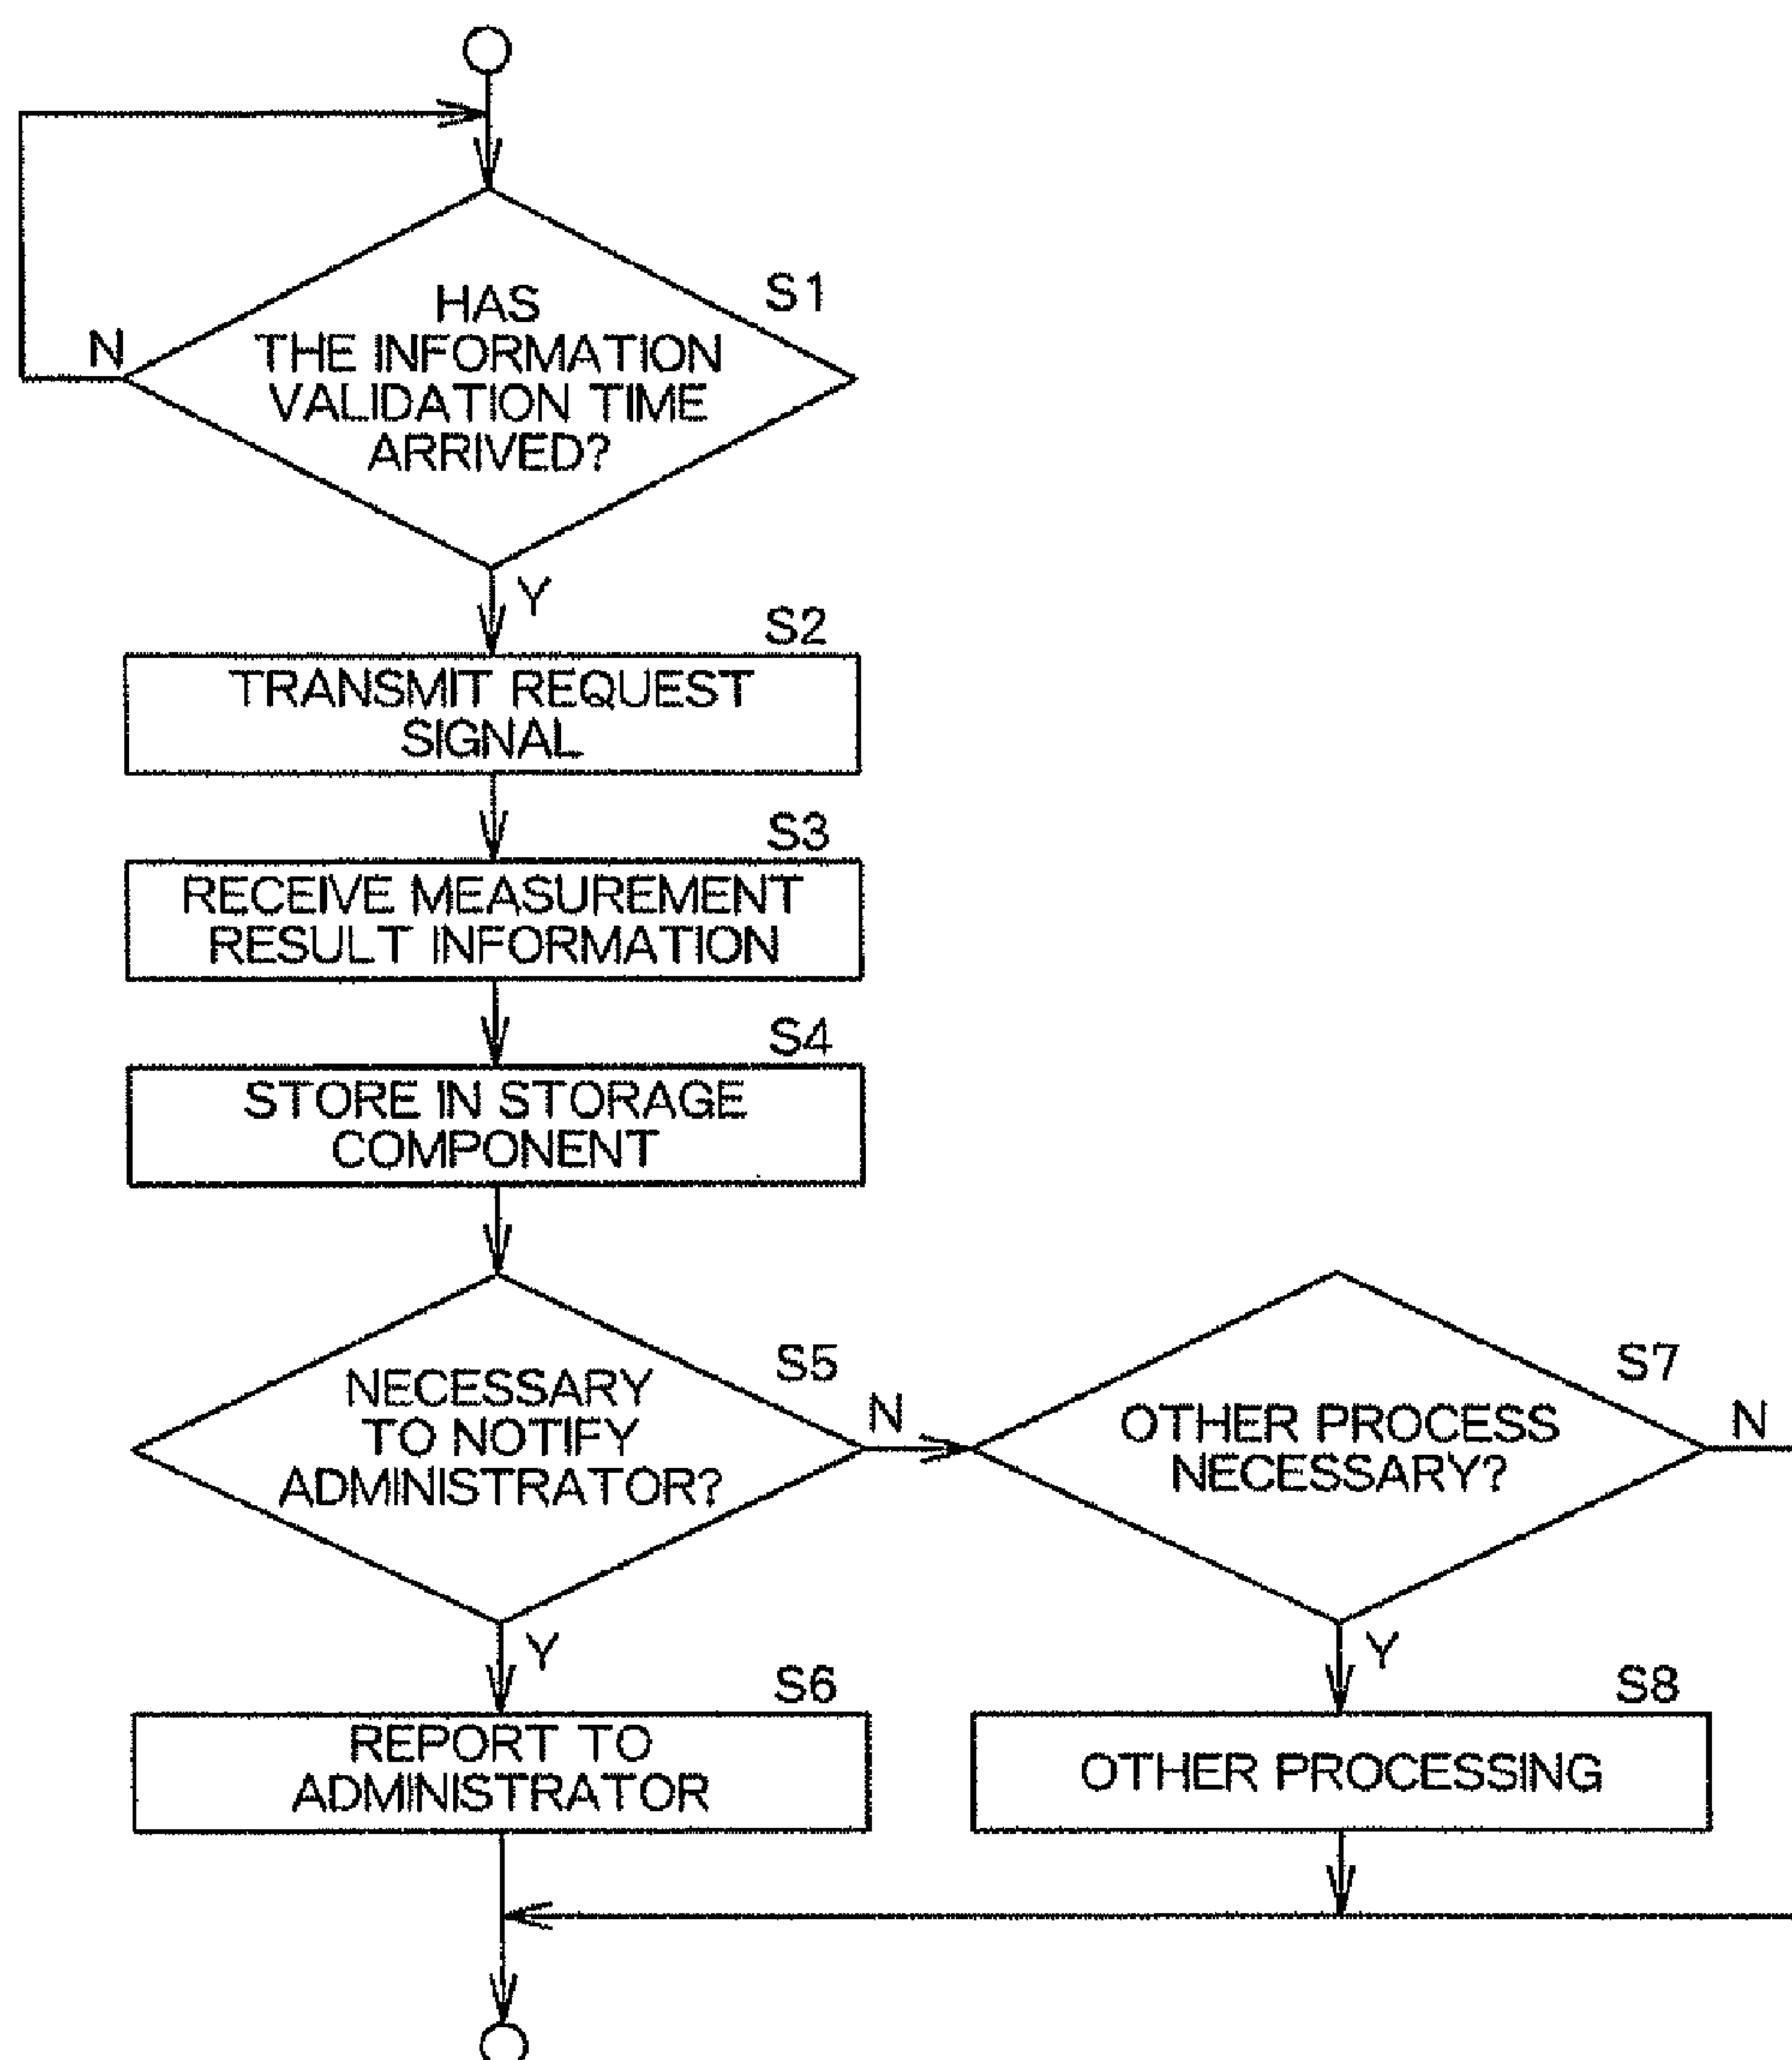 S1
HAS
THE INFORMATION
VALIDATION TIME
ARRIVED?
N
Y
S2
TRANSMIT REQUEST
SIGNAL
S3
RECEIVE MEASUREMENT
RESULT INFORMATION
S4
STORE IN STORAGE
COMPONENT
S5
NECESSARY
TO NOTIFY
ADMINISTRATOR?
N
S7
OTHER PROCESS
NECESSARY?
N
Y
Y
S6
REPORT TO
ADMINISTRATOR
S8
OTHER PROCESSING